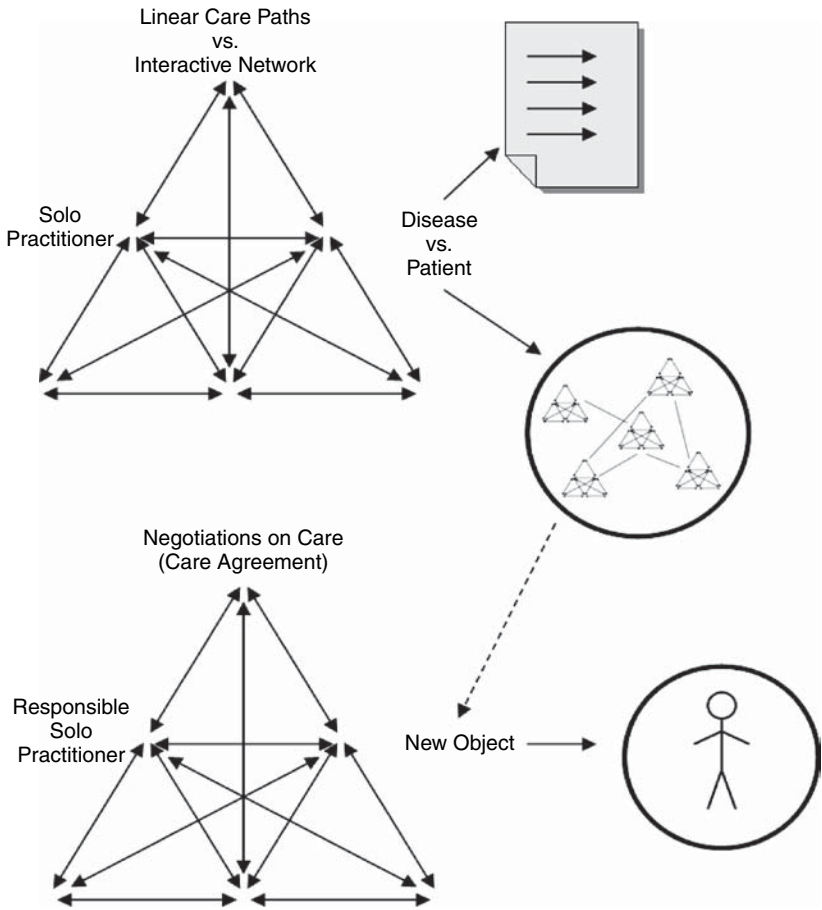 Linear Care Paths
vs.
Interactive Network
Solo
Practitioner
Disease
vs.
Patient
Negotiations on Care
(Care Agreement)
Responsible
Solo
Practitioner
New Object